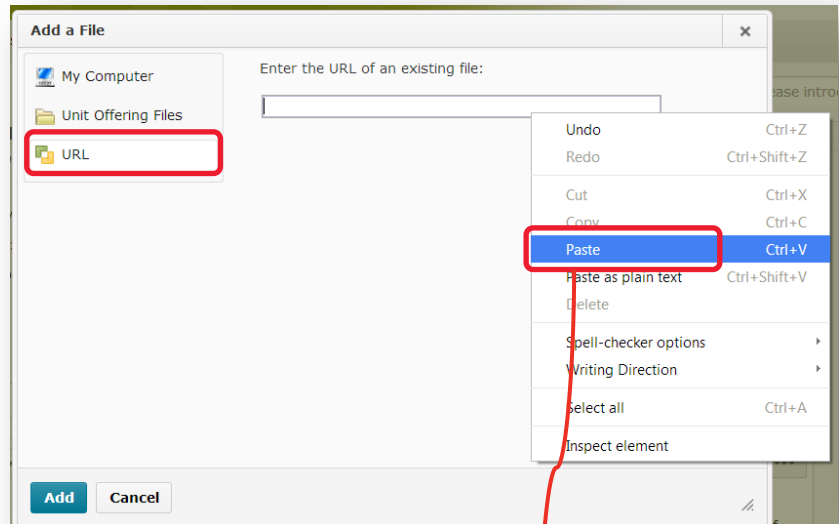 Add a File
My Computer
Unit Offering Files
URL
Enter the URL of an existing file:
Undo Ctrl+Z
Redo Ctrl+Shift+Z
Cut Ctrl+X
Copy Ctrl+C
Paste Ctrl+V
Paste as plain text Ctrl+Shift+V
Delete
Spell-checker options
Writing Direction
Select all Ctrl+A
Inspect element
Add Cancel